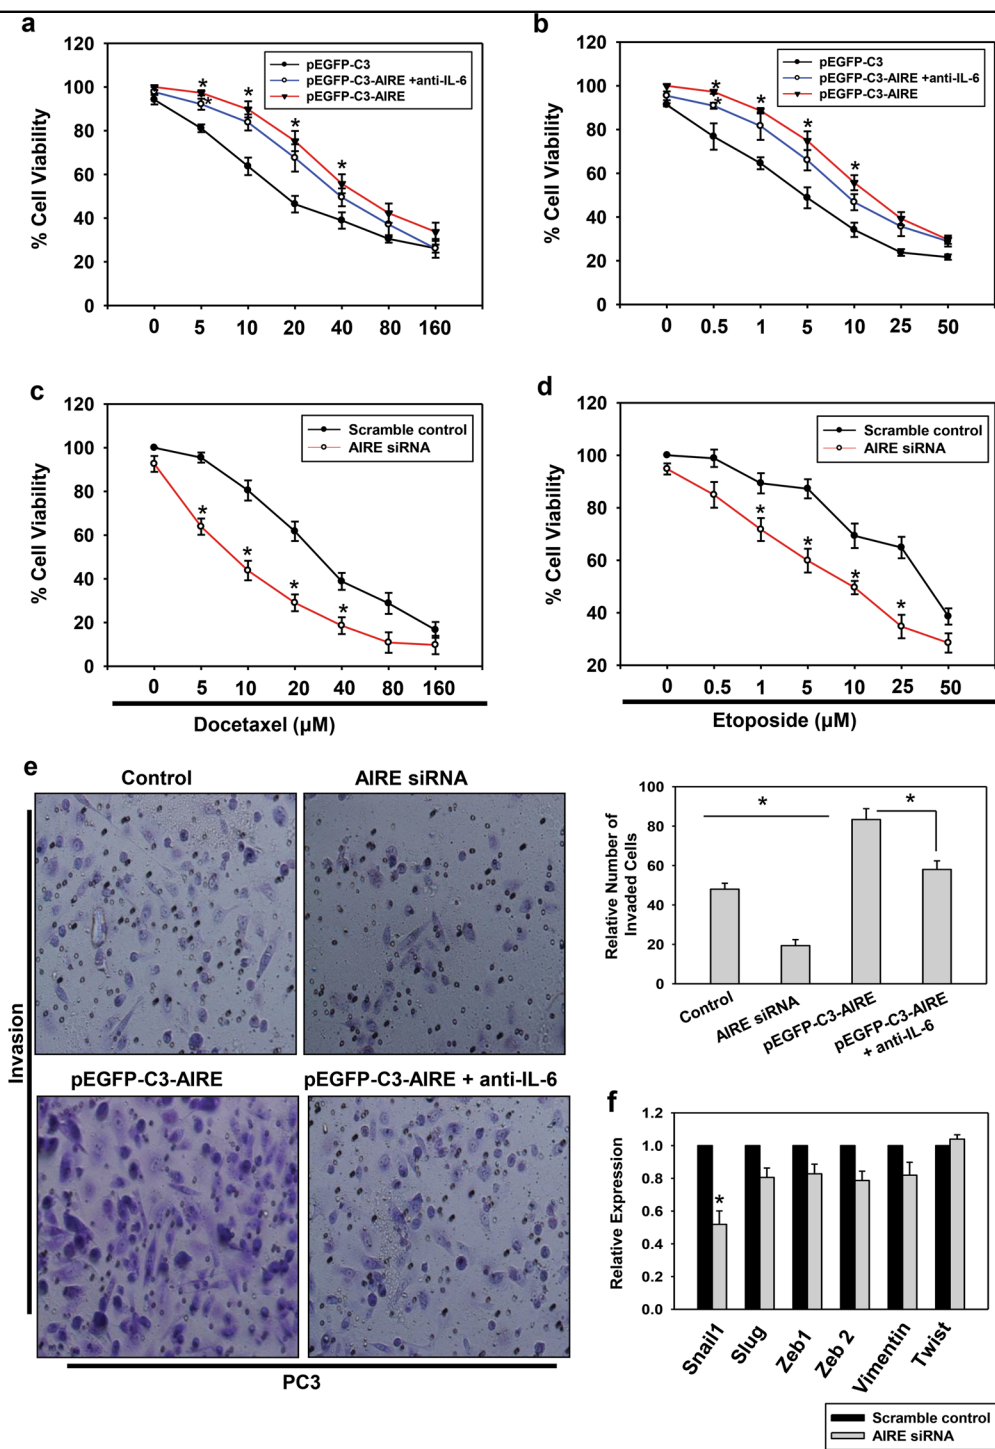 a
120
100
80
60
40
20
0
% Cell Viability
pEGFP-C3
pEGFP-C3-AIRE +anti-IL-6
pEGFP-C3-AIRE
* * * * * *
0 5 10 20 40 80 160
b
120
100
80
60
40
20
0
% Cell Viability
pEGFP-C3
pEGFP-C3-AIRE +anti-IL-6
pEGFP-C3-AIRE
* * * * *
0 0.5 1 5 10 25 50
c
120
100
80
60
40
20
0
% Cell Viability
Scramble control
AIRE siRNA
* * * *
0 5 10 20 40 80 160
Docetaxel (µM)
d
120
100
80
60
40
20
% Cell Viability
Scramble control
AIRE siRNA
* * * *
0 0.5 1 5 10 25 50
Etoposide (µM)
e
Control AIRE siRNA
Invasion
pEGFP-C3-AIRE pEGFP-C3-AIRE + anti-IL-6
PC3
100
80
60
40
20
0
Relative Number of
Invaded Cells
* *
Control
AIRE siRNA
pEGFP-C3-AIRE
pEGFP-C3-AIRE
+ anti-IL-6
f
1.2
1.0
0.8
0.6
0.4
0.2
0.0
Relative Expression
*
Snail1
Slug
Zeb1
Zeb 2
Vimentin
Twist
Scramble control
AIRE siRNA